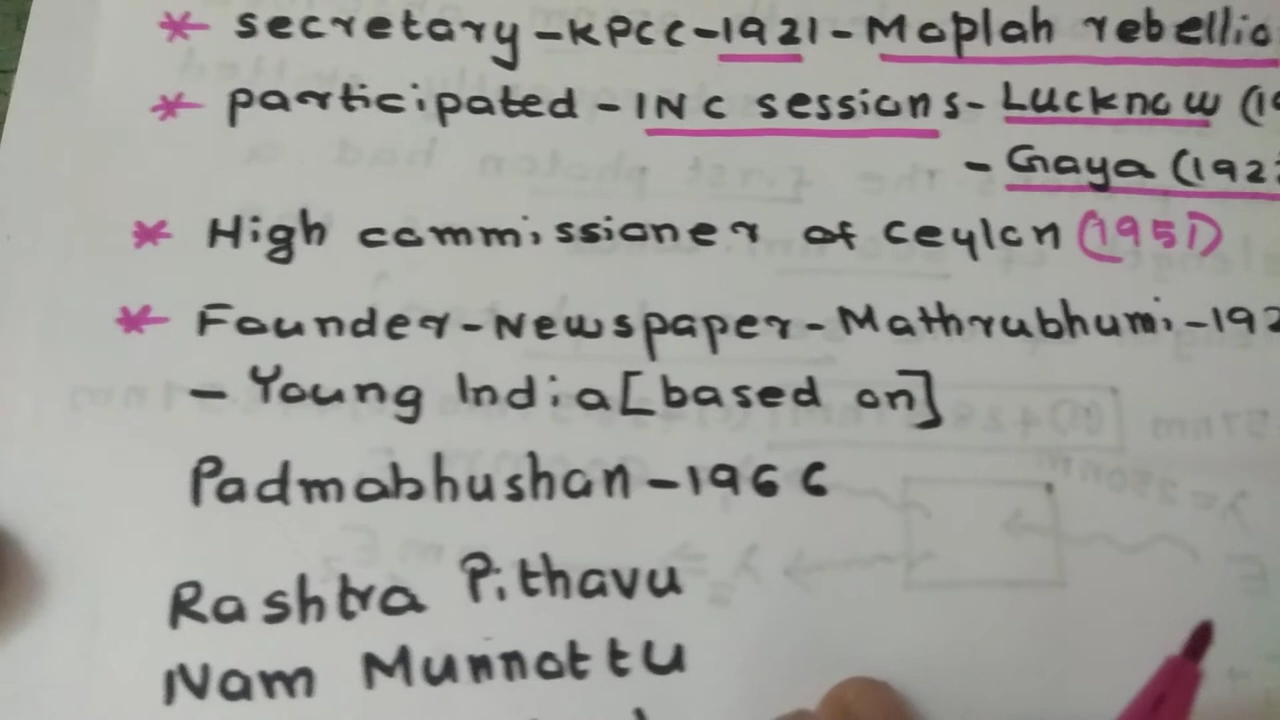 * secretary-KPCC-1921-Moplah rebellio
* participated-INC sessions-Lucknow (19
- Gaya (192
* High commissioner of Ceylon (1951)
* Founder-Newspaper-Mathrubhumi-192
- Young India [based on]
Padmabhushan-1966
Rashtra Pithavu
Nam Munnottu